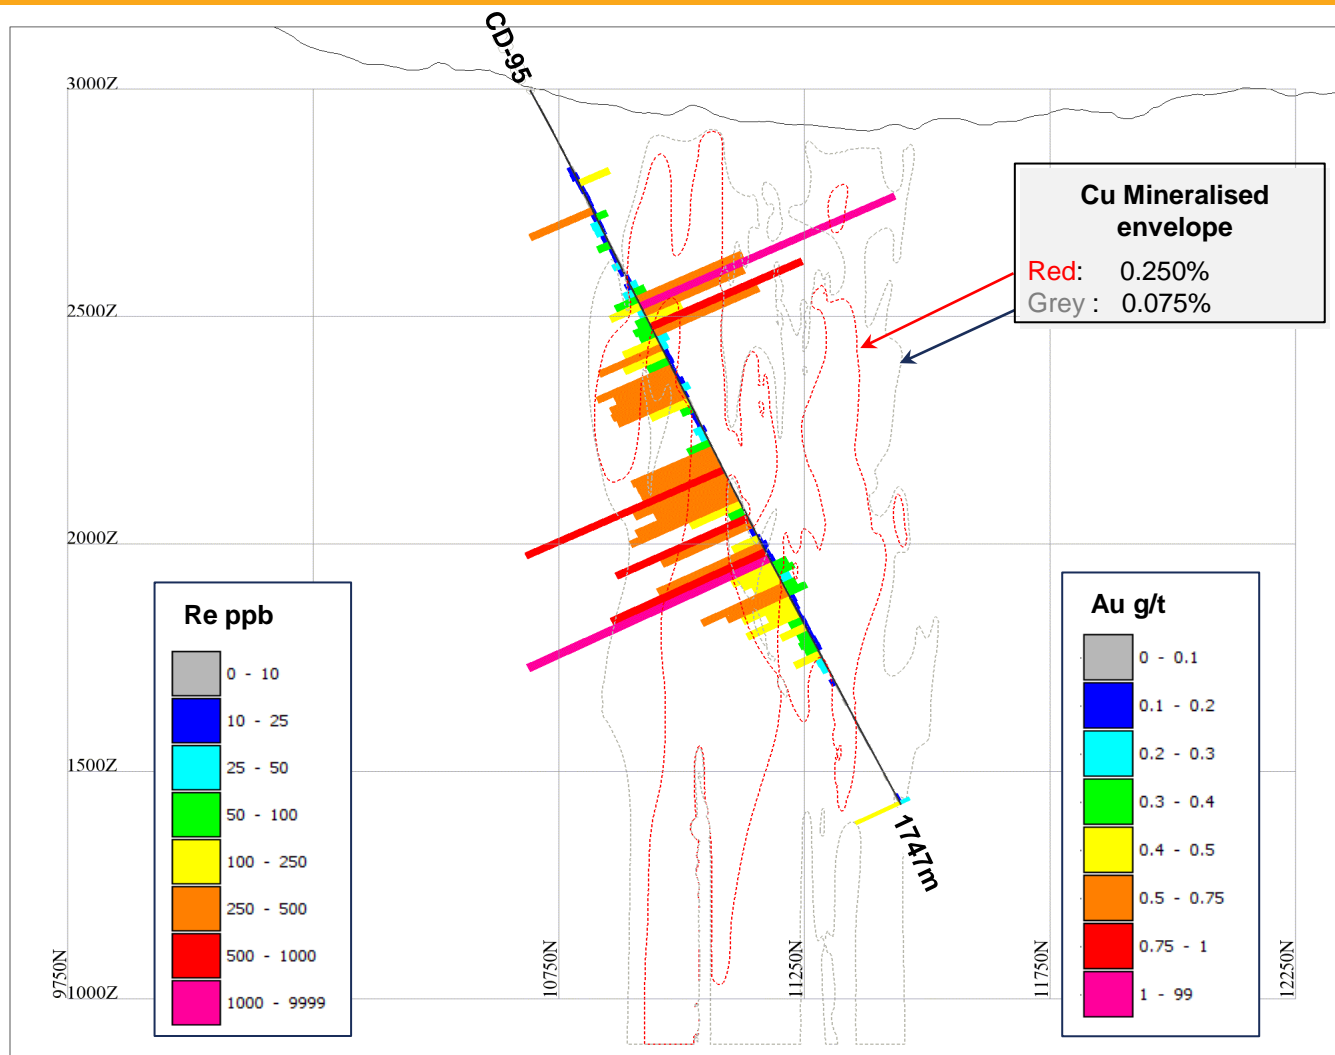 CD-95
3000Z
Cu Mineralised
envelope
Red: 0.250%
Grey : 0.075%
2500Z
2000Z
Re ppb
0 - 10
10 - 25
25 - 50
50 - 100
100 - 250
250 - 500
500 - 1000
1000 - 9999
Au g/t
0 - 0.1
0.1 - 0.2
0.2 - 0.3
0.3 - 0.4
0.4 - 0.5
0.5 - 0.75
0.75 - 1
1 - 99
1500Z
1747m
1000Z
9750N
10750N
11250N
11750N
12250N